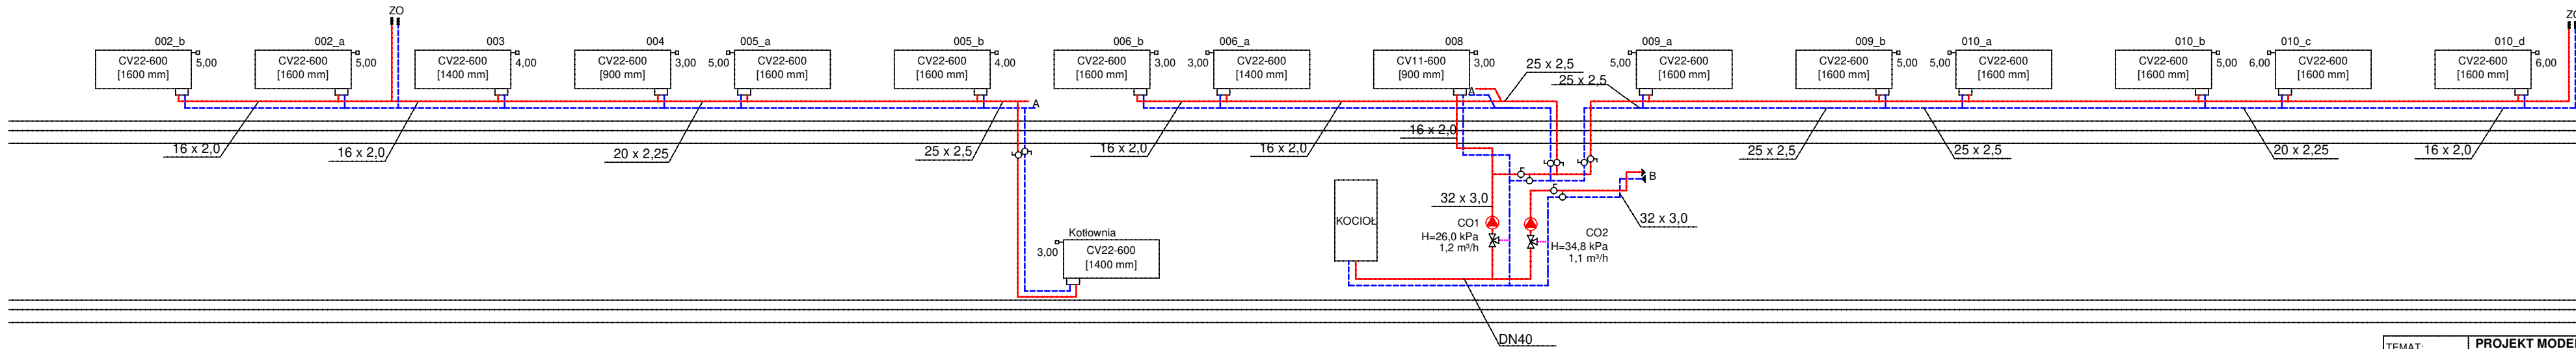 ZO
002_b
CV22-600
[1600 mm]
5,00
002_a
CV22-600
[1600 mm]
5,00
003
CV22-600
[1400 mm]
4,00
004
CV22-600
[900 mm]
3,00
005_a
5,00
CV22-600
[1600 mm]
005_b
CV22-600
[1600 mm]
4,00
006_b
CV22-600
[1600 mm]
3,00
006_a
3,00
CV22-600
[1400 mm]
008
CV11-600
[900 mm]
3,00
25 x 2,5
25 x 2,5
009_a
5,00
CV22-600
[1600 mm]
009_b
CV22-600
[1600 mm]
5,00
010_a
5,00
CV22-600
[1600 mm]
010_b
CV22-600
[1600 mm]
5,00
010_c
6,00
CV22-600
[1600 mm]
010_d
CV22-600
[1600 mm]
6,00
A
A
16 x 2,0
16 x 2,0
20 x 2,25
25 x 2,5
16 x 2,0
16 x 2,0
16 x 2,0
25 x 2,5
25 x 2,5
20 x 2,25
16 x 2,0
B
32 x 3,0
32 x 3,0
KOCIOŁ
CO1
H=26,0 kPa
1,2 m³/h
CO2
H=34,8 kPa
1,1 m³/h
Kotłownia
3,00
CV22-600
[1400 mm]
DN40
TEMAT: